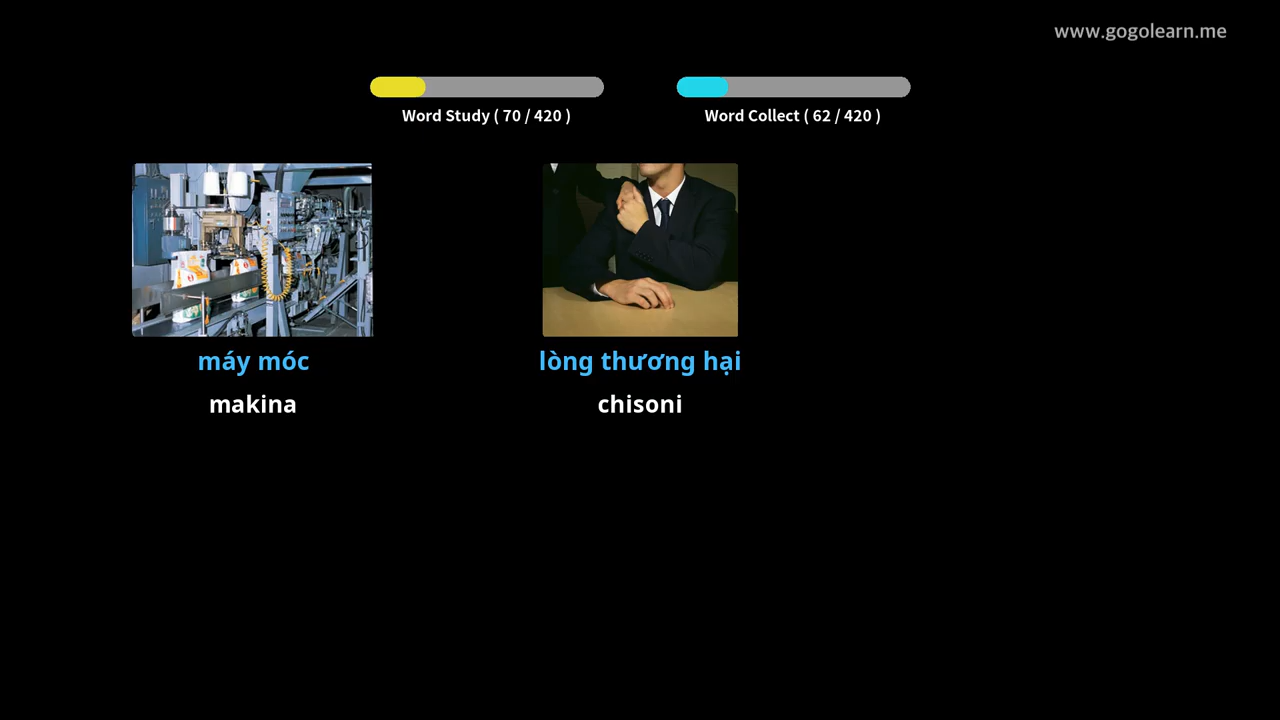 www.gogolearn.me
Word Study ( 70 / 420 )
Word Collect ( 62 / 420 )
máy móc
lòng thương hại
makina
chisoni